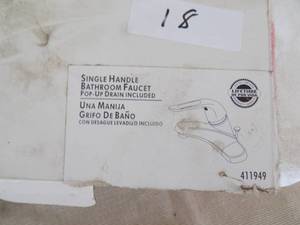 18
SINGLE HANDLE
BATHROOM FAUCET
POP-UP DRAIN INCLUDED
UNA MANIJA
GRIFO DE BAÑO
CON DESAGUE LEVADIZO INCLUIDO
LIFETIME
411949